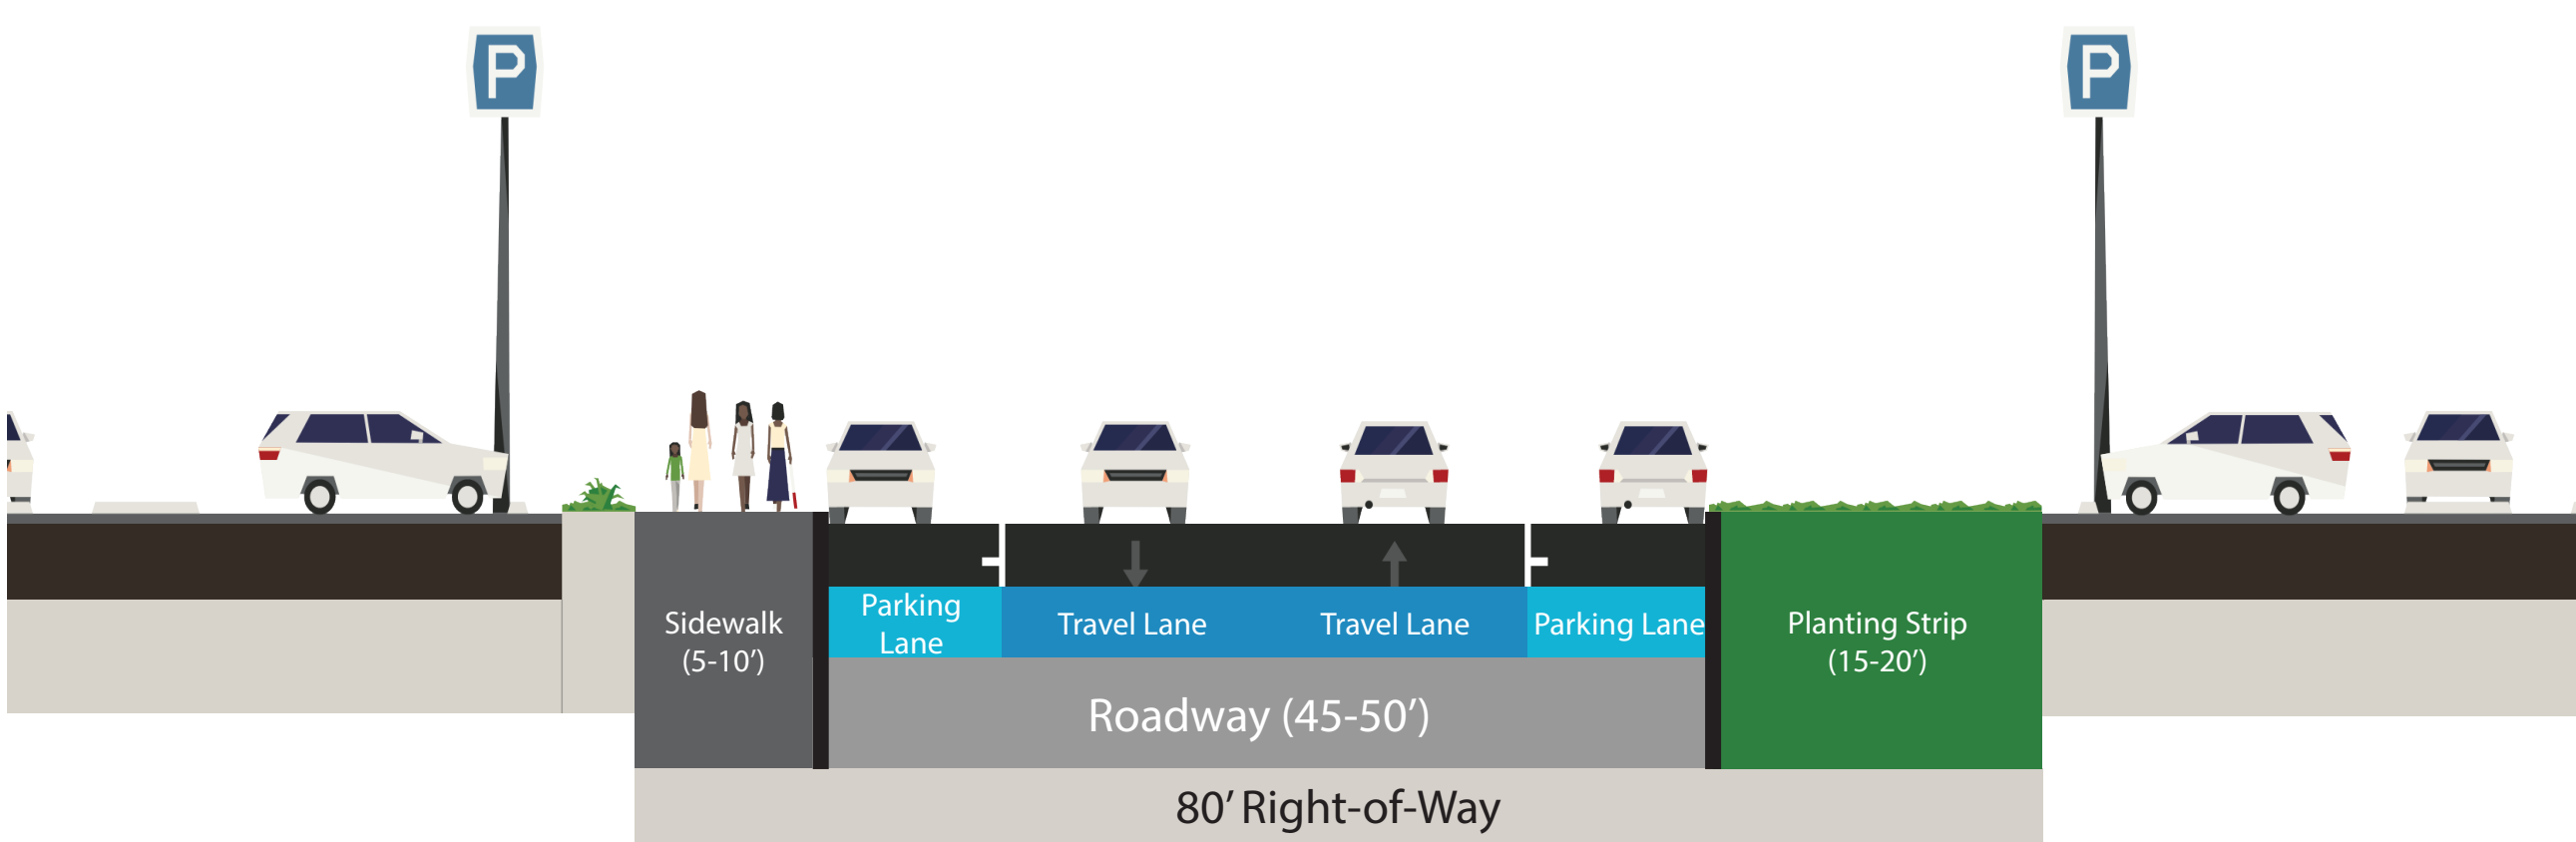 P
P
Sidewalk
(5-10’)
Parking
Lane
Travel Lane
Travel Lane
Parking Lane
Planting Strip
(15-20’)
Roadway (45-50’)
80’ Right-of-Way